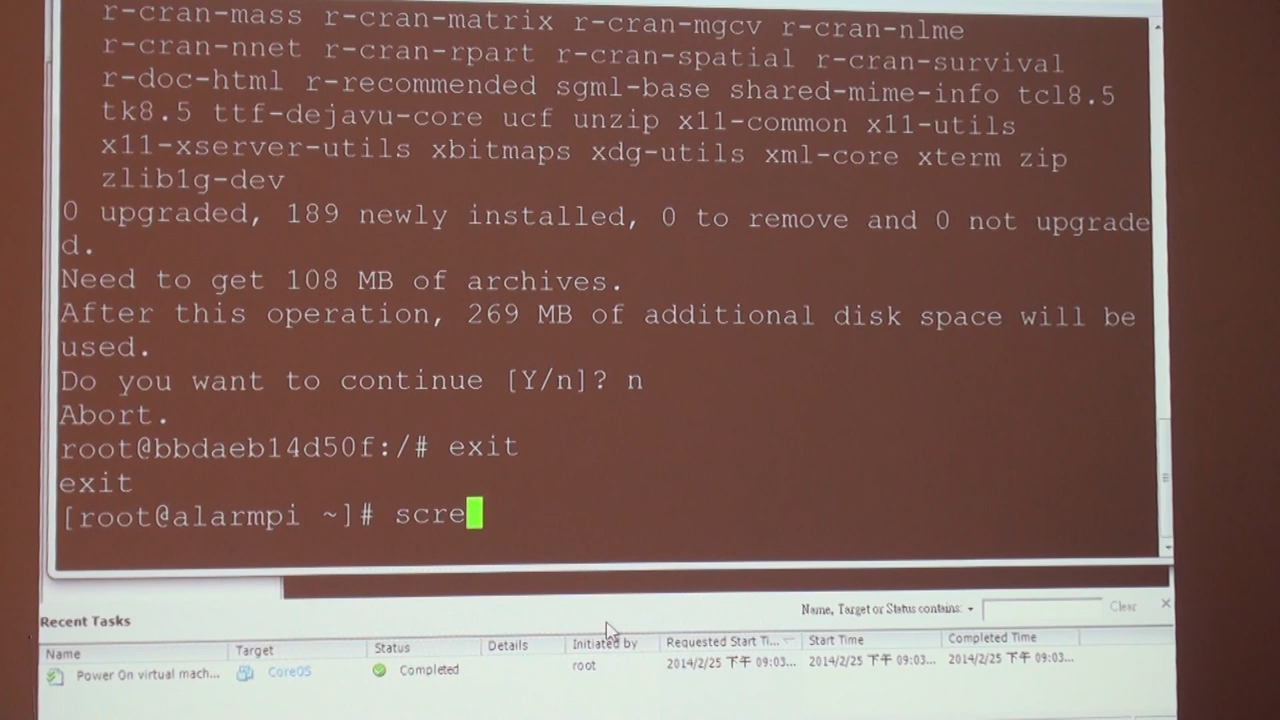 r-cran-mass r-cran-matrix r-cran-mgcv r-cran-nlme
r-cran-nnet r-cran-rpart r-cran-spatial r-cran-survival
r-doc-html r-recommended sgml-base shared-mime-info tcl8.5
tk8.5 ttf-dejavu-core ucf unzip x11-common x11-utils
x11-xserver-utils xbitmaps xdg-utils xml-core xterm zip
zlib1g-dev
0 upgraded, 189 newly installed, 0 to remove and 0 not upgrade
d.
Need to get 108 MB of archives.
After this operation, 269 MB of additional disk space will be
used.
Do you want to continue [Y/n]? n
Abort.
root@bbdaeb14d50f:/# exit
exit
[root@alarmpi ~]# scre
Name, Target or Status contains: Clear
Recent Tasks
Name Target Status Details Initiated by Requested Start Ti... Start Time Completed Time
Power On virtual mach... CoreOS Completed root 2014/2/25 下午 09:03... 2014/2/25 下午 09:03... 2014/2/25 下午 09:03...